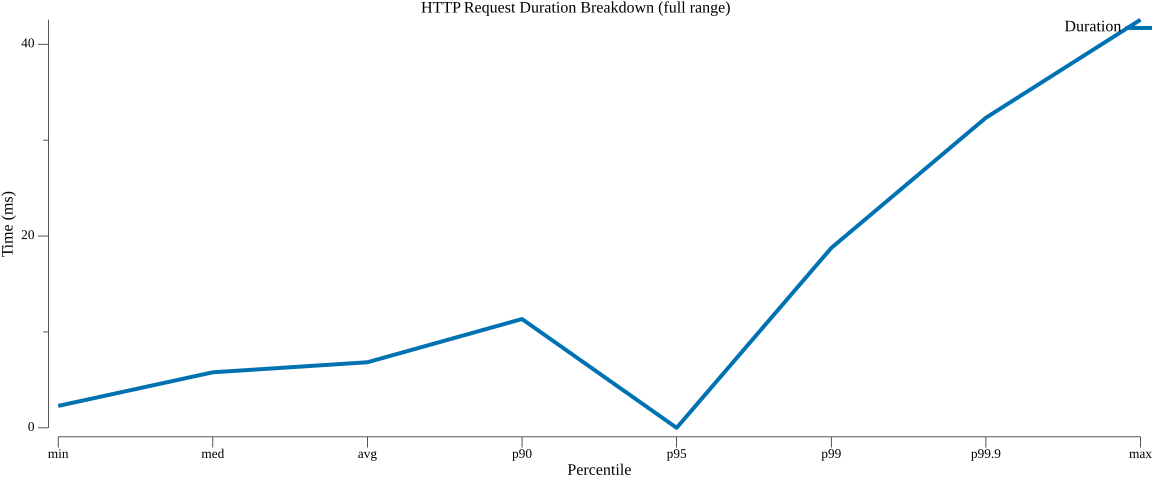 HTTP Request Duration Breakdown (full range)
Duration
40
20
0
Time (ms)
min med avg p90 p95 p99 p99.9 max
Percentile